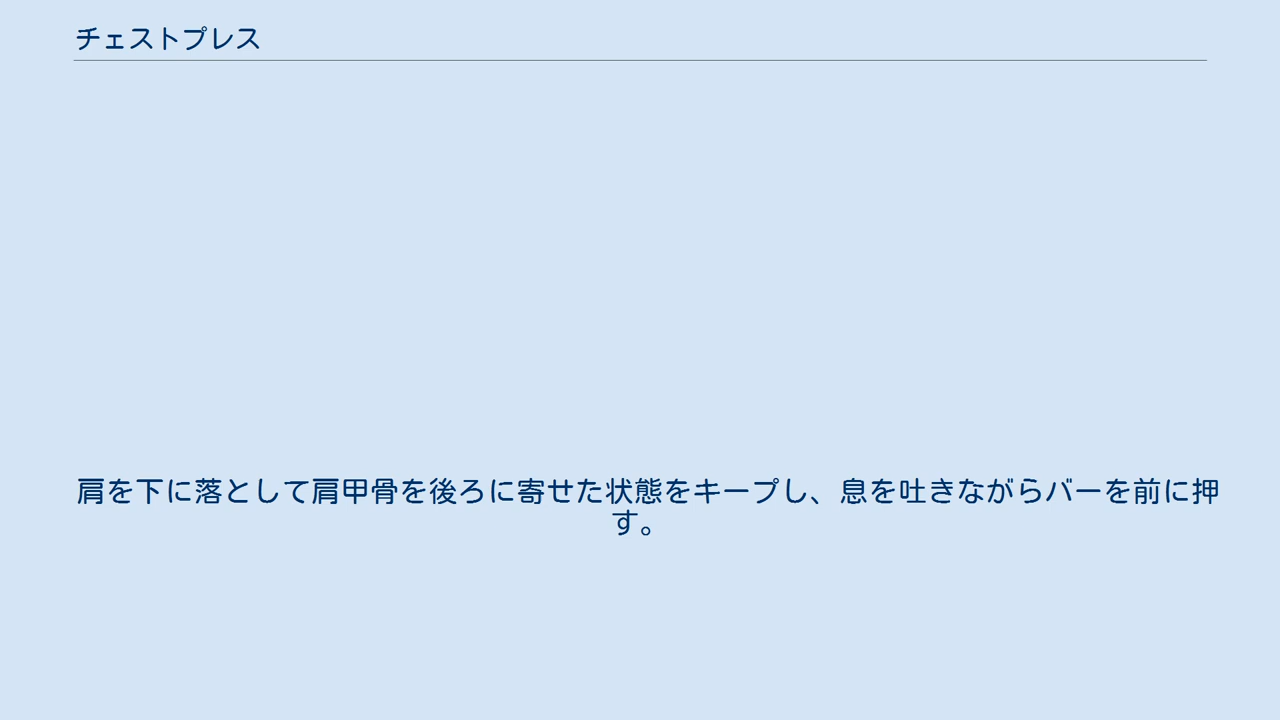 チェストプレス
肩を下に落として肩甲骨を後ろに寄せた状態をキープし、息を吐きながらバーを前に押
す。